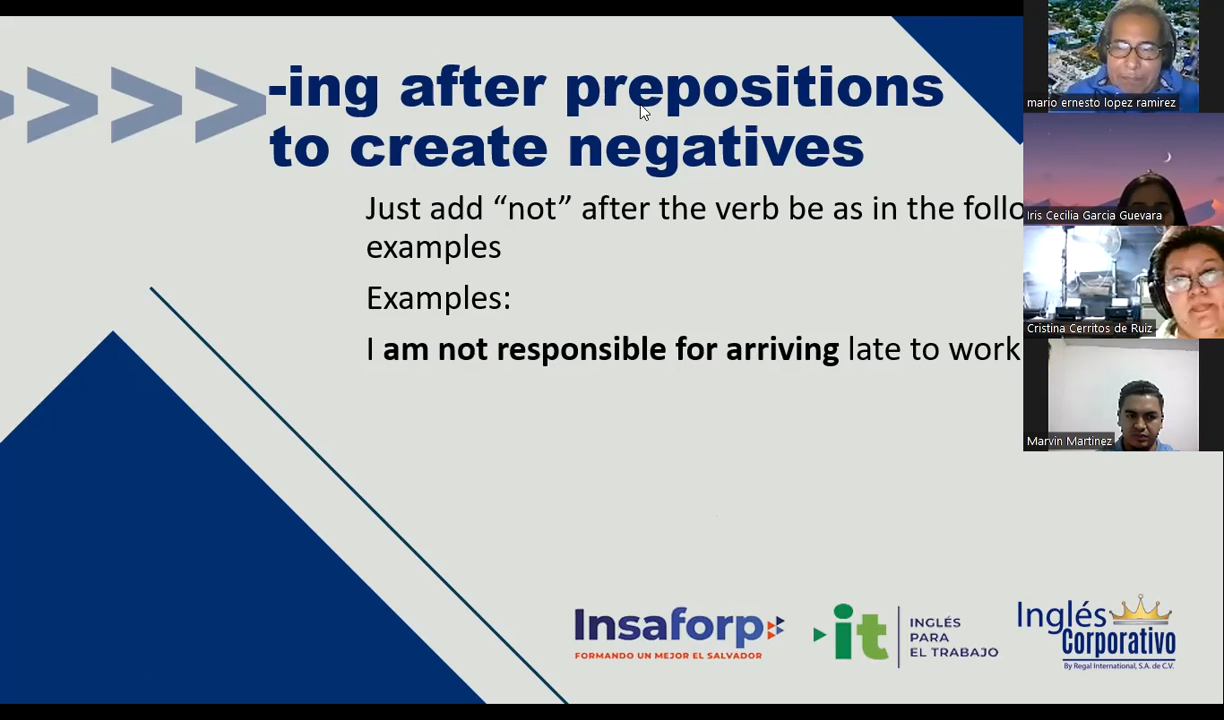 -ing after prepositions
to create negatives
Just add “not” after the verb be as in the
examples
Examples:
I am not responsible for arriving late to work
mario ernesto lopez ramirez
Iris Cecilia Garcia Guevara
Cristina Cerritos de Ruiz
Marvin Martinez
Insaforp
FORMANDO UN MEJOR EL SALVADOR
it
INGLÉS
PARA
EL TRABAJO
Inglés
Corporativo
By Regal International, S.A. de C.V.